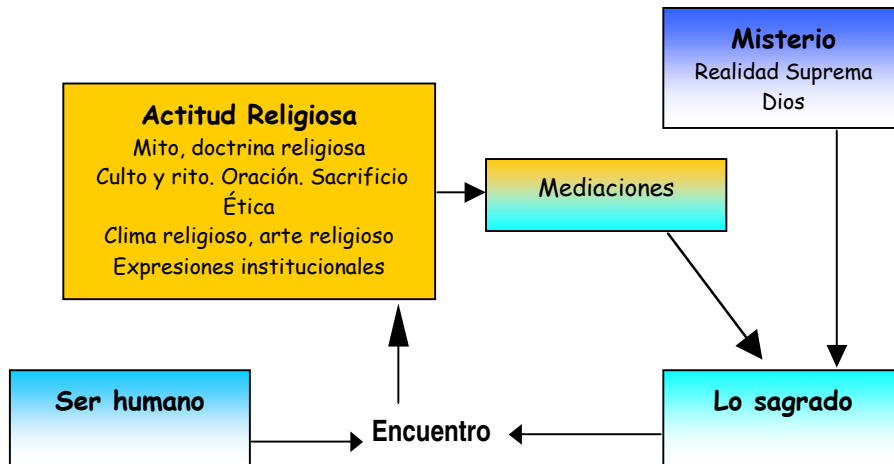 Misterio
Realidad Suprema
Dios
Actitud Religiosa
Mito, doctrina religiosa
Culto y rito. Oración. Sacrificio
Ética
Clima religioso, arte religioso
Expresiones institucionales
Mediaciones
Ser humano
Encuentro
Lo sagrado